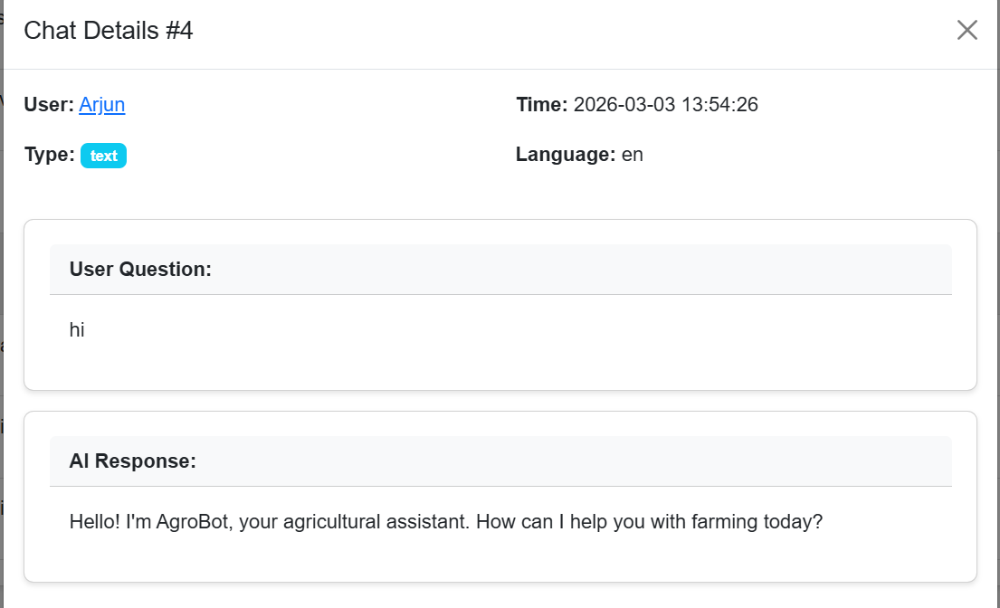 Chat Details #4
User: Arjun
Time: 2026-03-03 13:54:26
Type: text
Language: en
User Question:
hi
AI Response:
Hello! I'm AgroBot, your agricultural assistant. How can I help you with farming today?